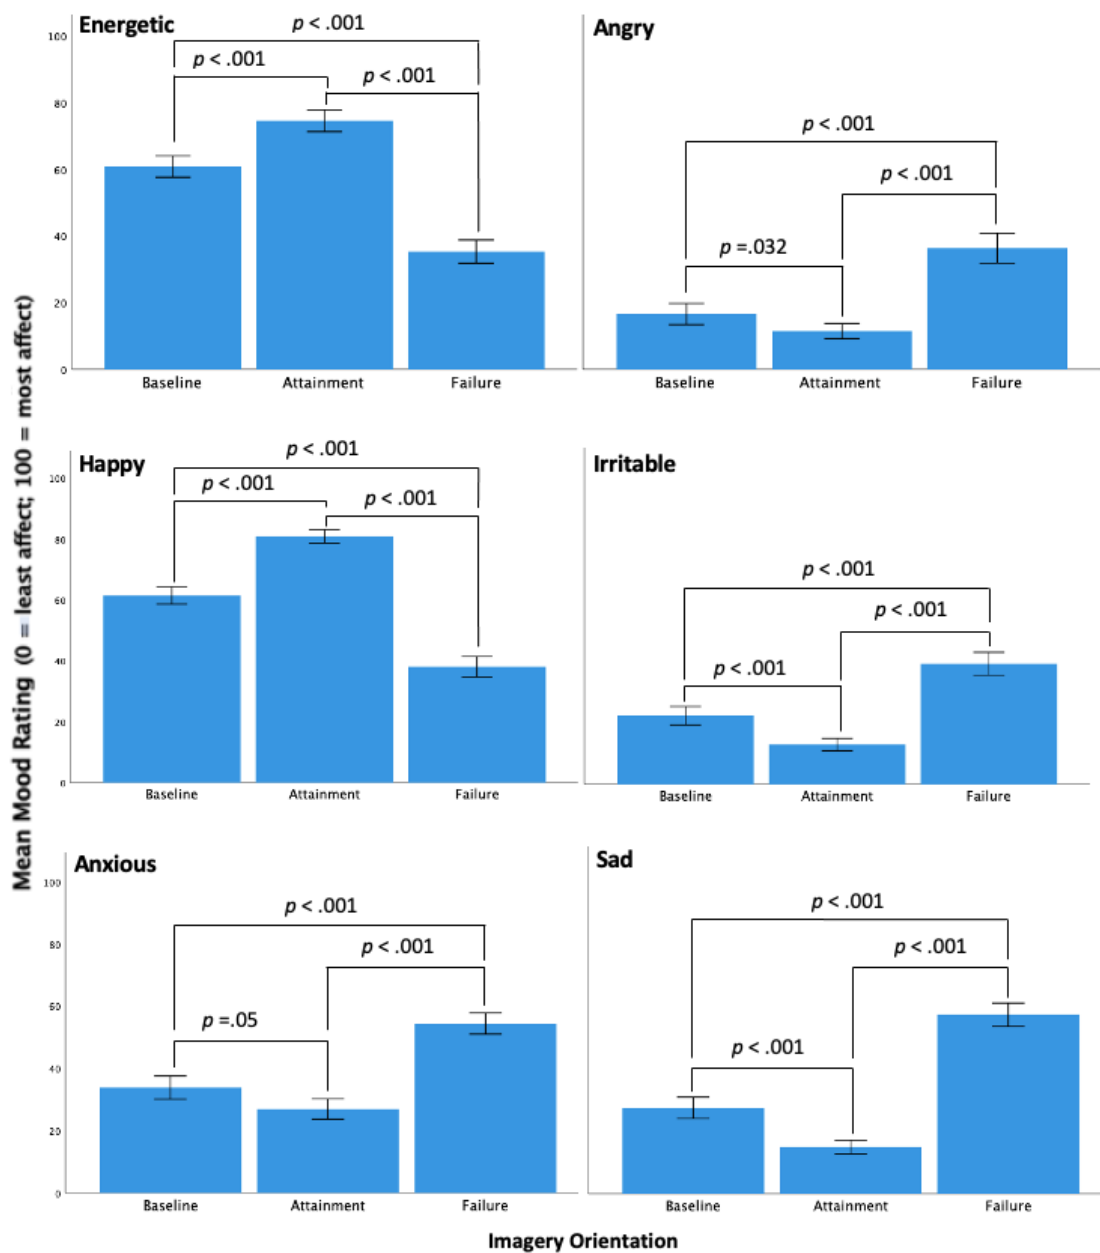 Mean Mood Rating (0 = least affect; 100 = most affect)
Energetic
p < .001
p < .001
p < .001
100
80
60
40
20
0
Baseline Attainment Failure
Angry
p < .001
p < .001
p =.032
Baseline Attainment Failure
Happy
p < .001
p < .001
p < .001
100
80
60
40
20
0
Baseline Attainment Failure
Irritable
p < .001
p < .001
p < .001
Baseline Attainment Failure
Anxious
p < .001
p < .001
p =.05
100
80
60
40
20
0
Baseline Attainment Failure
Sad
p < .001
p < .001
p < .001
Baseline Attainment Failure
Imagery Orientation